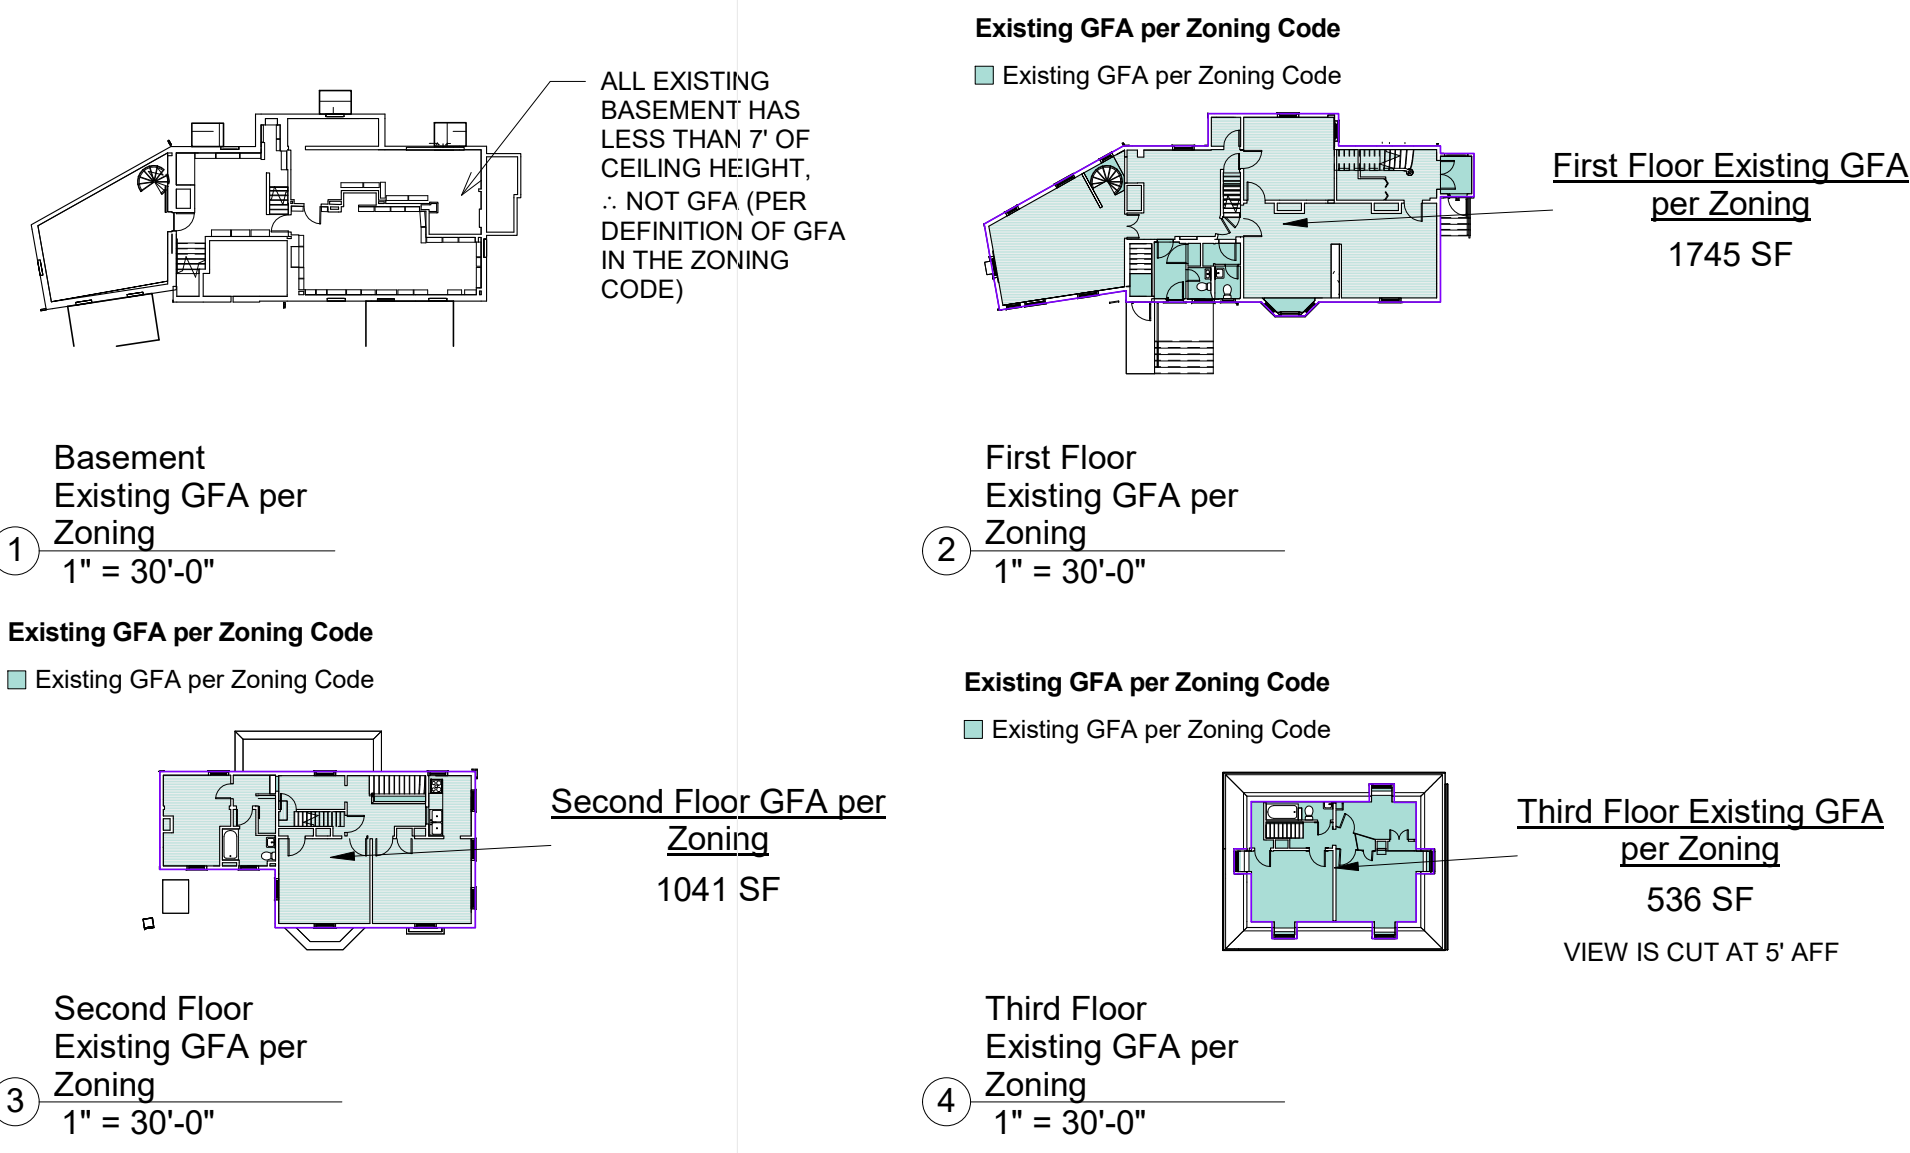 ALL EXISTING
BASEMENT HAS
LESS THAN 7' OF
CEILING HEIGHT,
∴ NOT GFA (PER
DEFINITION OF GFA
IN THE ZONING
CODE)
Basement
Existing GFA per
Zoning
1
1" = 30'-0"
Existing GFA per Zoning Code
Existing GFA per Zoning Code
First Floor Existing GFA
per Zoning
1745 SF
First Floor
Existing GFA per
Zoning
2
1" = 30'-0"
Existing GFA per Zoning Code
Existing GFA per Zoning Code
Second Floor GFA per
Zoning
1041 SF
Second Floor
Existing GFA per
Zoning
3
1" = 30'-0"
Existing GFA per Zoning Code
Existing GFA per Zoning Code
Third Floor Existing GFA
per Zoning
536 SF
VIEW IS CUT AT 5' AFF
Third Floor
Existing GFA per
Zoning
4
1" = 30'-0"